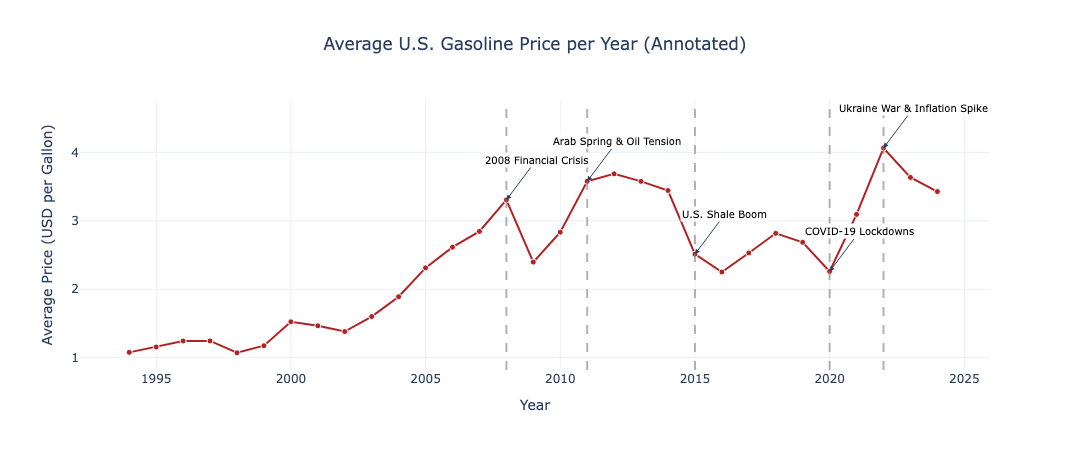 Average U.S. Gasoline Price per Year (Annotated)
Ukraine War & Inflation Spike
Arab Spring & Oil Tension
2008 Financial Crisis
U.S. Shale Boom
COVID-19 Lockdowns
Average Price (USD per Gallon)
4
3
2
1
1995 2000 2005 2010 2015 2020 2025
Year